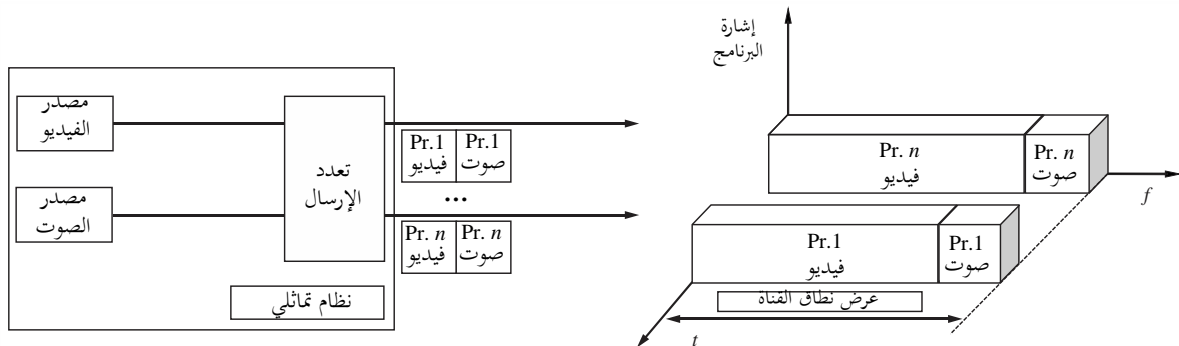 مصدر
الفيديو
مصدر
الصوت
تعدد
الإرسال
نظام تماثلي
Pr.1 Pr.1
فيديو صوت
...
Pr. n Pr. n
فيديو صوت
إشارة
البرنامج
Pr. n
فيديو
Pr. n
صوت
f
Pr.1
فيديو
Pr.1
صوت
عرض نطاق القناة
t